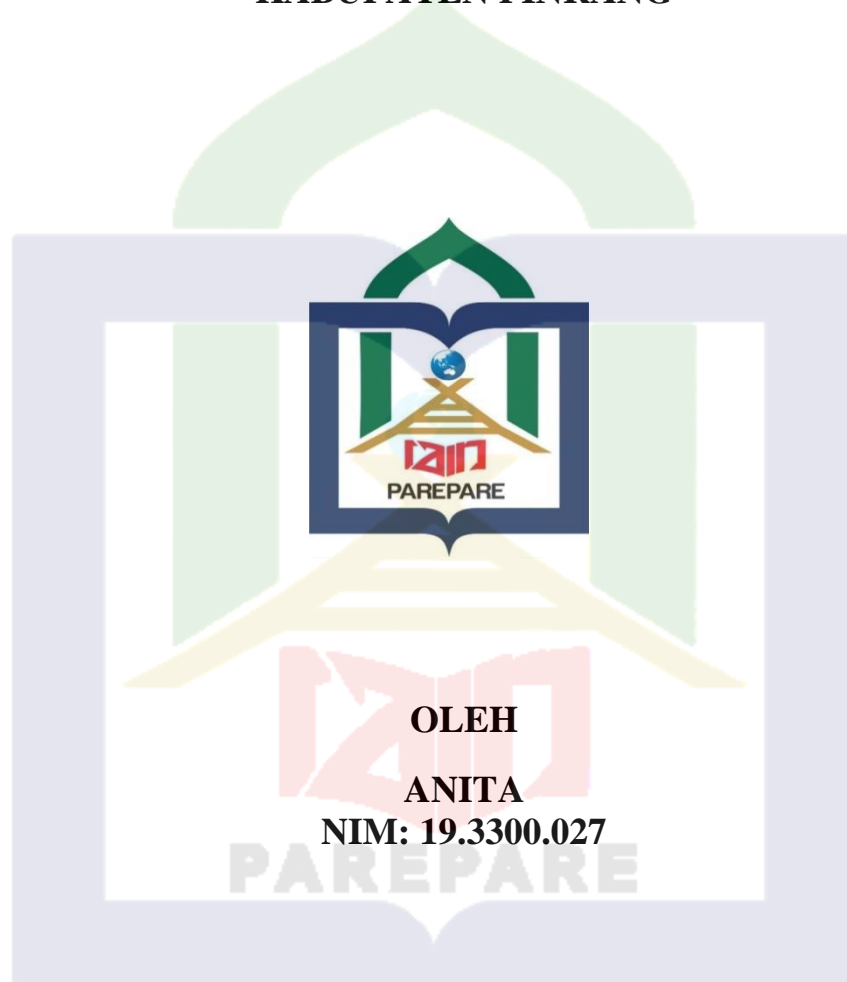 KABUPATEN PINRANG
iain
PAREPARE
OLEH
ANITA
NIM: 19.3300.027
PAREPARE